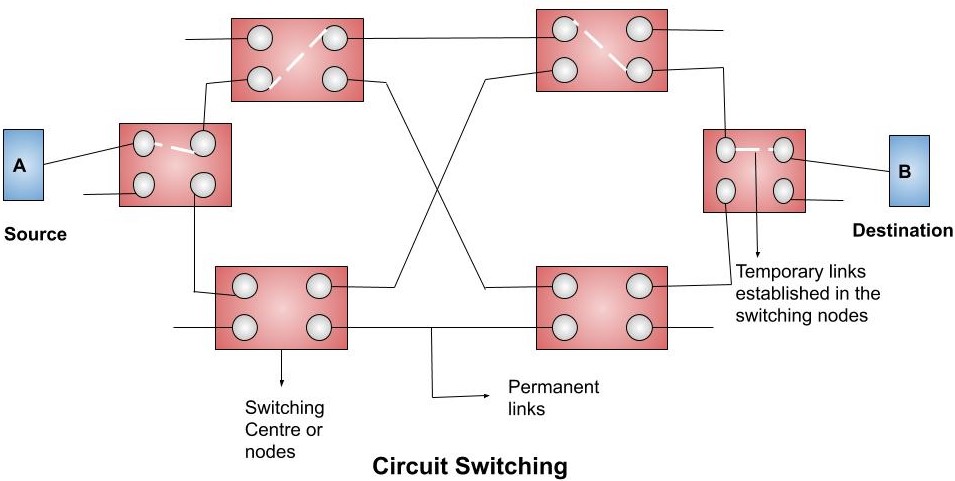 A
Source
B
Destination
Temporary links
established in the
switching nodes
Permanent
links
Switching
Centre or
nodes
Circuit Switching